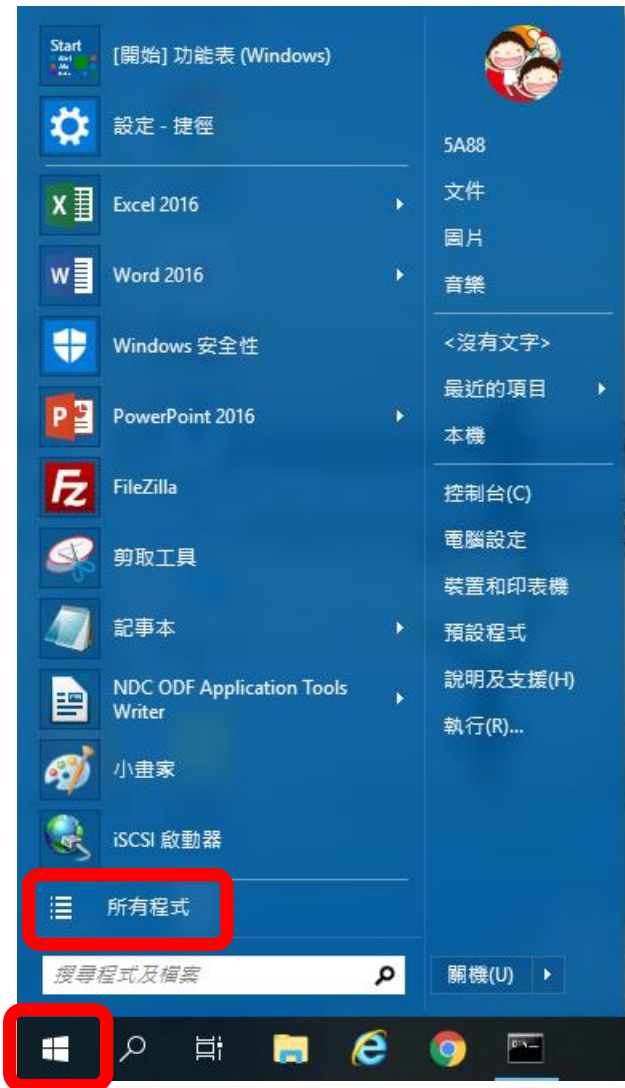 Start
[開始] 功能表 (Windows)
設定 - 捷徑
Excel 2016
Word 2016
Windows 安全性
PowerPoint 2016
FileZilla
剪取工具
記事本
NDC ODF Application Tools
Writer
小畫家
iSCSI 啟動器
所有程式
搜尋程式及檔案
5A88
文件
圖片
音樂
<沒有文字>
最近的項目
本機
控制台(C)
電腦設定
裝置和印表機
預設程式
說明及支援(H)
執行(R)...
關機(U)